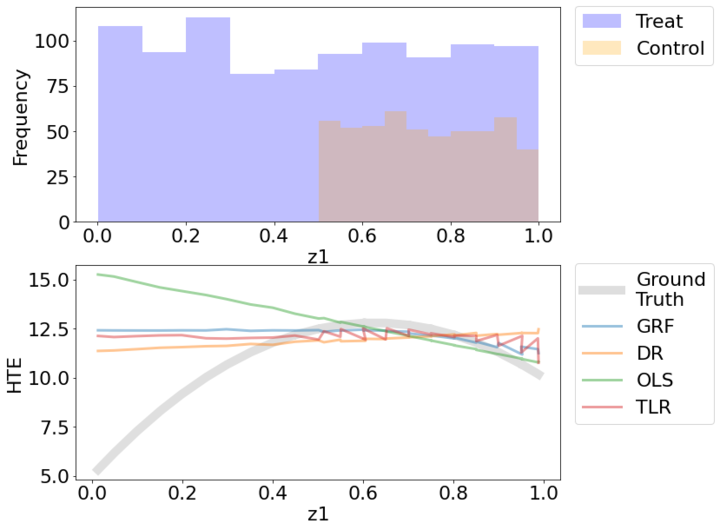 Frequency
100
75
50
25
0
0.0 0.2 0.4 0.6 0.8 1.0
z1
Treat
Control
HTE
15.0
12.5
10.0
7.5
5.0
0.0 0.2 0.4 0.6 0.8 1.0
z1
Ground
Truth
GRF
DR
OLS
TLR